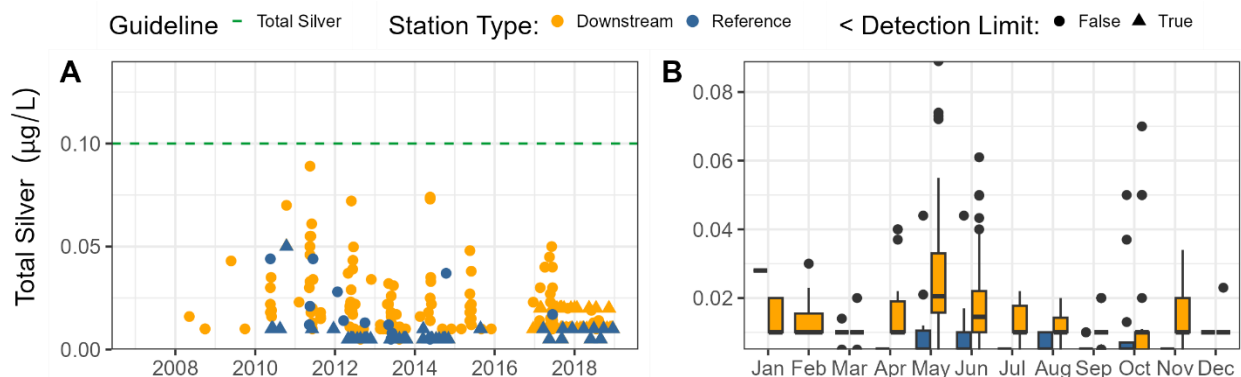 Guideline Total Silver Station Type: Downstream Reference < Detection Limit: False True
A
B
Total Silver (µg/L)
0.10
0.05
0.00
2008 2010 2012 2014 2016 2018
0.08
0.06
0.04
0.02
Jan Feb Mar Apr May Jun Jul Aug Sep Oct Nov Dec